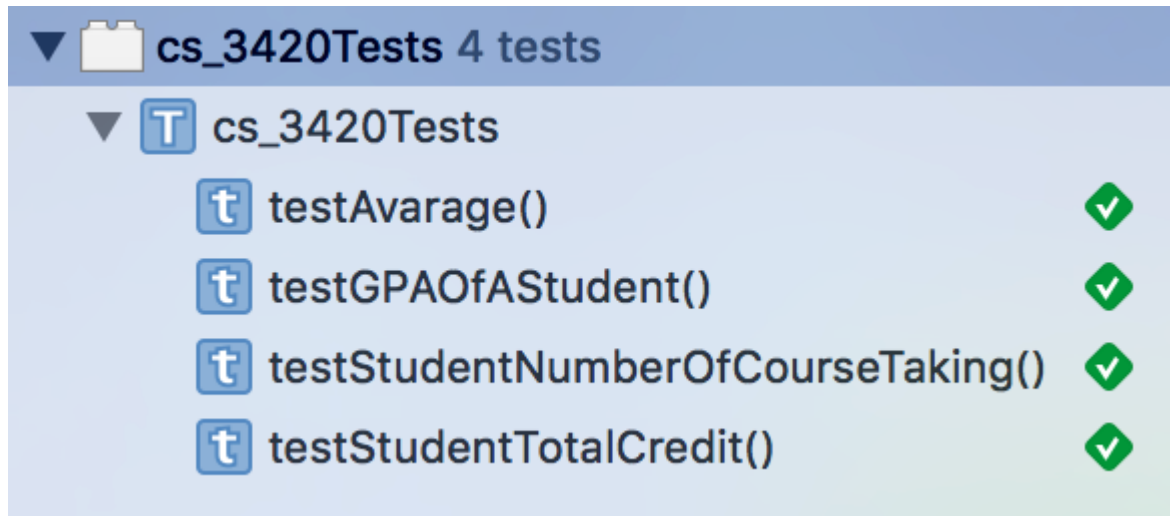 cs_3420Tests 4 tests
T cs_3420Tests
t testAvarage()
t testGPAOfAStudent()
t testStudentNumberOfCourseTaking()
t testStudentTotalCredit()